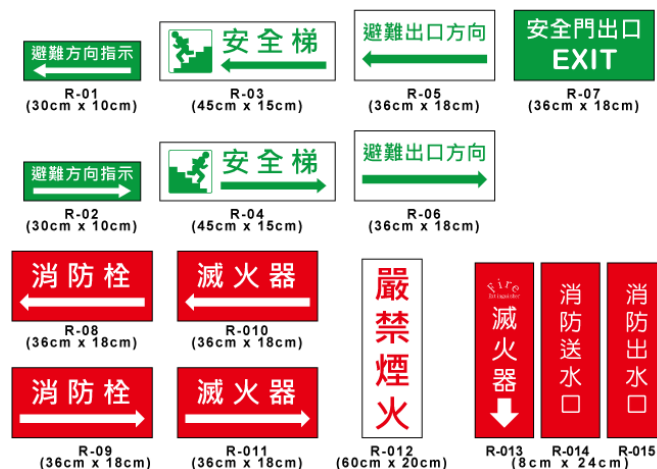 避難方向指示
R-01
(30cm x 10cm)
安全梯
R-03
(45cm x 15cm)
避難出口方向
R-05
(36cm x 18cm)
安全門出口
EXIT
R-07
(36cm x 18cm)
避難方向指示
R-02
(30cm x 10cm)
安全梯
R-04
(45cm x 15cm)
避難出口方向
R-06
(36cm x 18cm)
消防栓
R-08
(36cm x 18cm)
滅火器
R-010
(36cm x 18cm)
消防栓
R-09
(36cm x 18cm)
滅火器
R-011
(36cm x 18cm)
嚴禁煙火
R-012
(60cm x 20cm)
Fire
Extinguisher
滅火器
R-013
消防送水口
R-014
消防出水口
R-015
(8cm x 24cm)